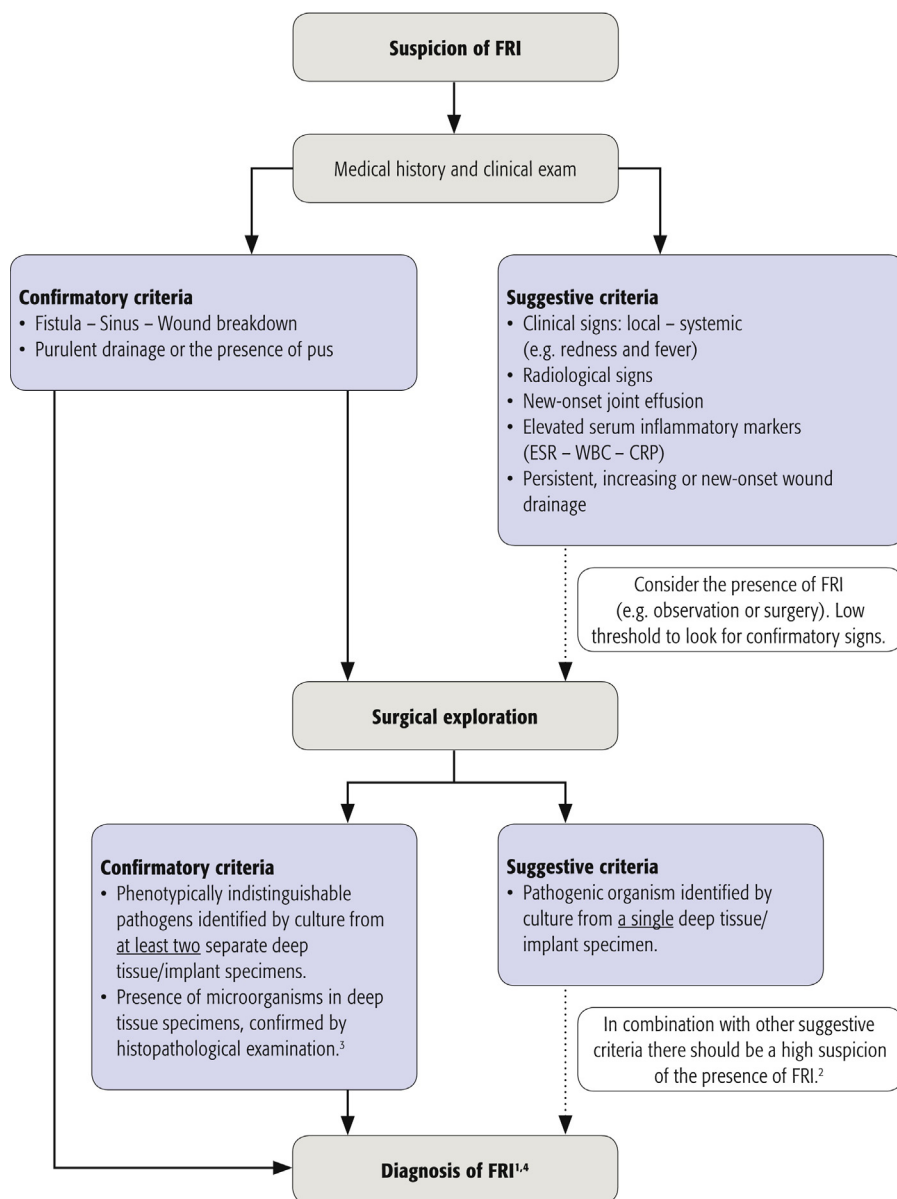 Suspicion of FRI
Medical history and clinical exam
Confirmatory criteria
• Fistula – Sinus – Wound breakdown
• Purulent drainage or the presence of pus
Suggestive criteria
• Clinical signs: local – systemic
(e.g. redness and fever)
• Radiological signs
• New-onset joint effusion
• Elevated serum inflammatory markers
(ESR – WBC – CRP)
• Persistent, increasing or new-onset wound
drainage
Consider the presence of FRI
(e.g. observation or surgery). Low
threshold to look for confirmatory signs.
Surgical exploration
Confirmatory criteria
• Phenotypically indistinguishable
pathogens identified by culture from
at least two separate deep
tissue/implant specimens.
• Presence of microorganisms in deep
tissue specimens, confirmed by
histopathological examination.³
Suggestive criteria
• Pathogenic organism identified by
culture from a single deep tissue/
implant specimen.
In combination with other suggestive
criteria there should be a high suspicion
of the presence of FRI.²
Diagnosis of FRI¹,⁴